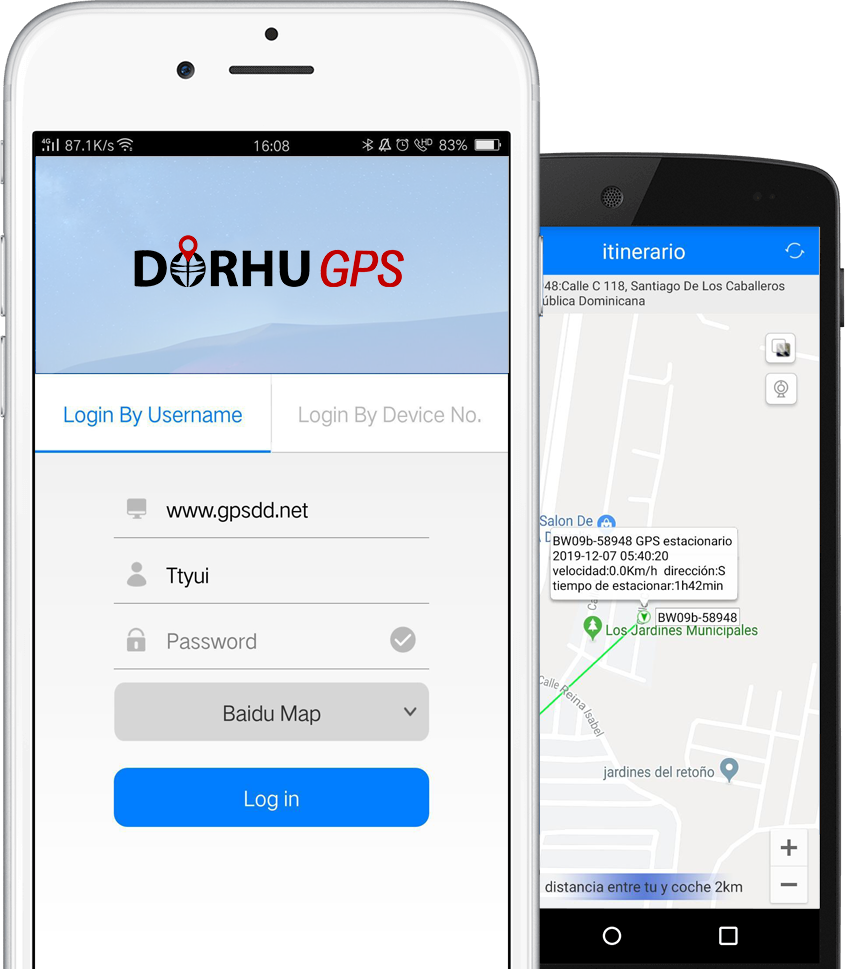 4G 87.1K/s 16:08 HD 83%
DORHU GPS
Login By Username Login By Device No.
www.gpsdd.net
Ttyui
Password
Baidu Map
Log in
itinerario
48:Calle C 118, Santiago De Los Caballeros
ública Dominicana
Salon De
D
BW09b-58948 GPS estacionario
2019-12-07 05:40:20
velocidad:0.0Km/h dirección:S
tiempo de estacionar:1h42min
BW09b-58948
Los Jardines Municipales
Calle Reina Isabel
jardines del retoño
distancia entre tu y coche 2km